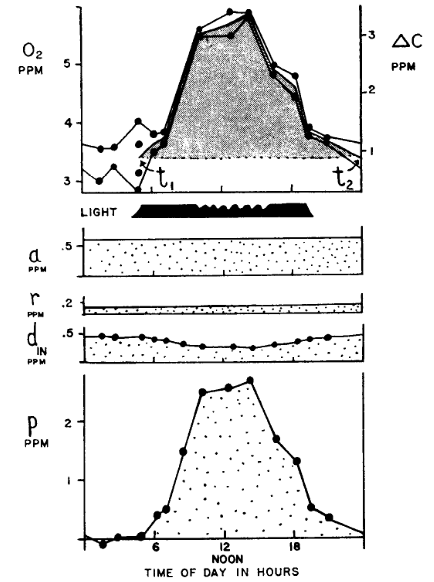 O2
PPM
5
4
3
ΔC
PPM
3
2
1
t1
t2
LIGHT
a
PPM
.5
r
PPM
.2
dIN
PPM
.5
p
PPM
2
1
6
12
18
NOON
TIME OF DAY IN HOURS